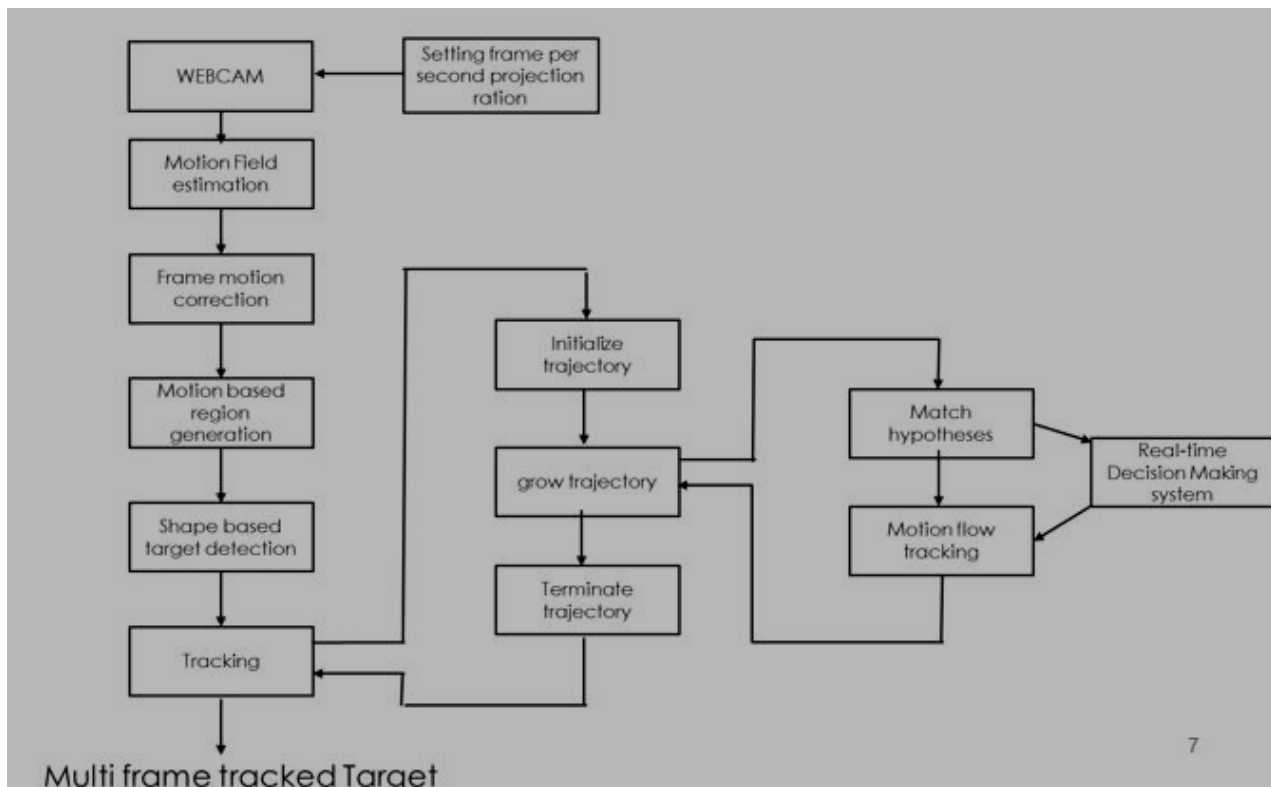 WEBCAM
Setting frame per
second projection
ration
Motion Field
estimation
Frame motion
correction
Motion based
region
generation
Shape based
target detection
Tracking
Multi frame tracked Target
Initialize
trajectory
grow trajectory
Terminate
trajectory
Match
hypotheses
Motion flow
tracking
Real-time
Decision Making
system
7